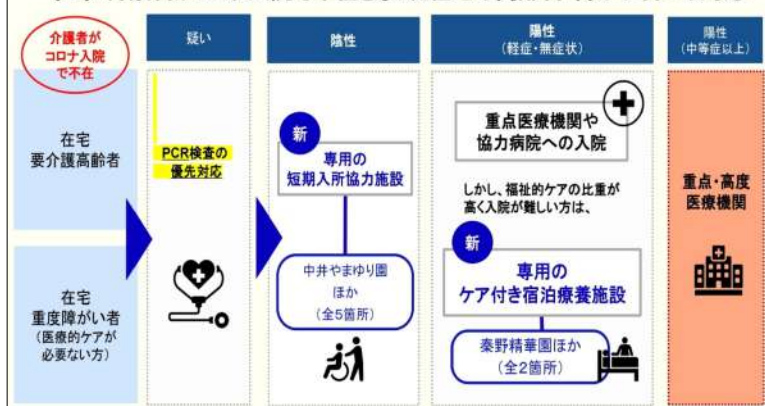 介護者が
コロナ入院
で不在
疑い
陰性
陽性
(軽症・無症状)
陽性
(中等症以上)
在宅
要介護高齢者
在宅
重度障がい者
(医療的ケアが
必要ない方)
PCR検査の
優先対応
新
専用の
短期入所協力施設
中井やまゆり園
ほか
(全5箇所)
重点医療機関や
協力病院への入院
しかし、福祉的ケアの比重が
高く入院が難しい方は、
新
専用の
ケア付き宿泊療養施設
秦野精華園ほか
(全2箇所)
重点・高度
医療機関